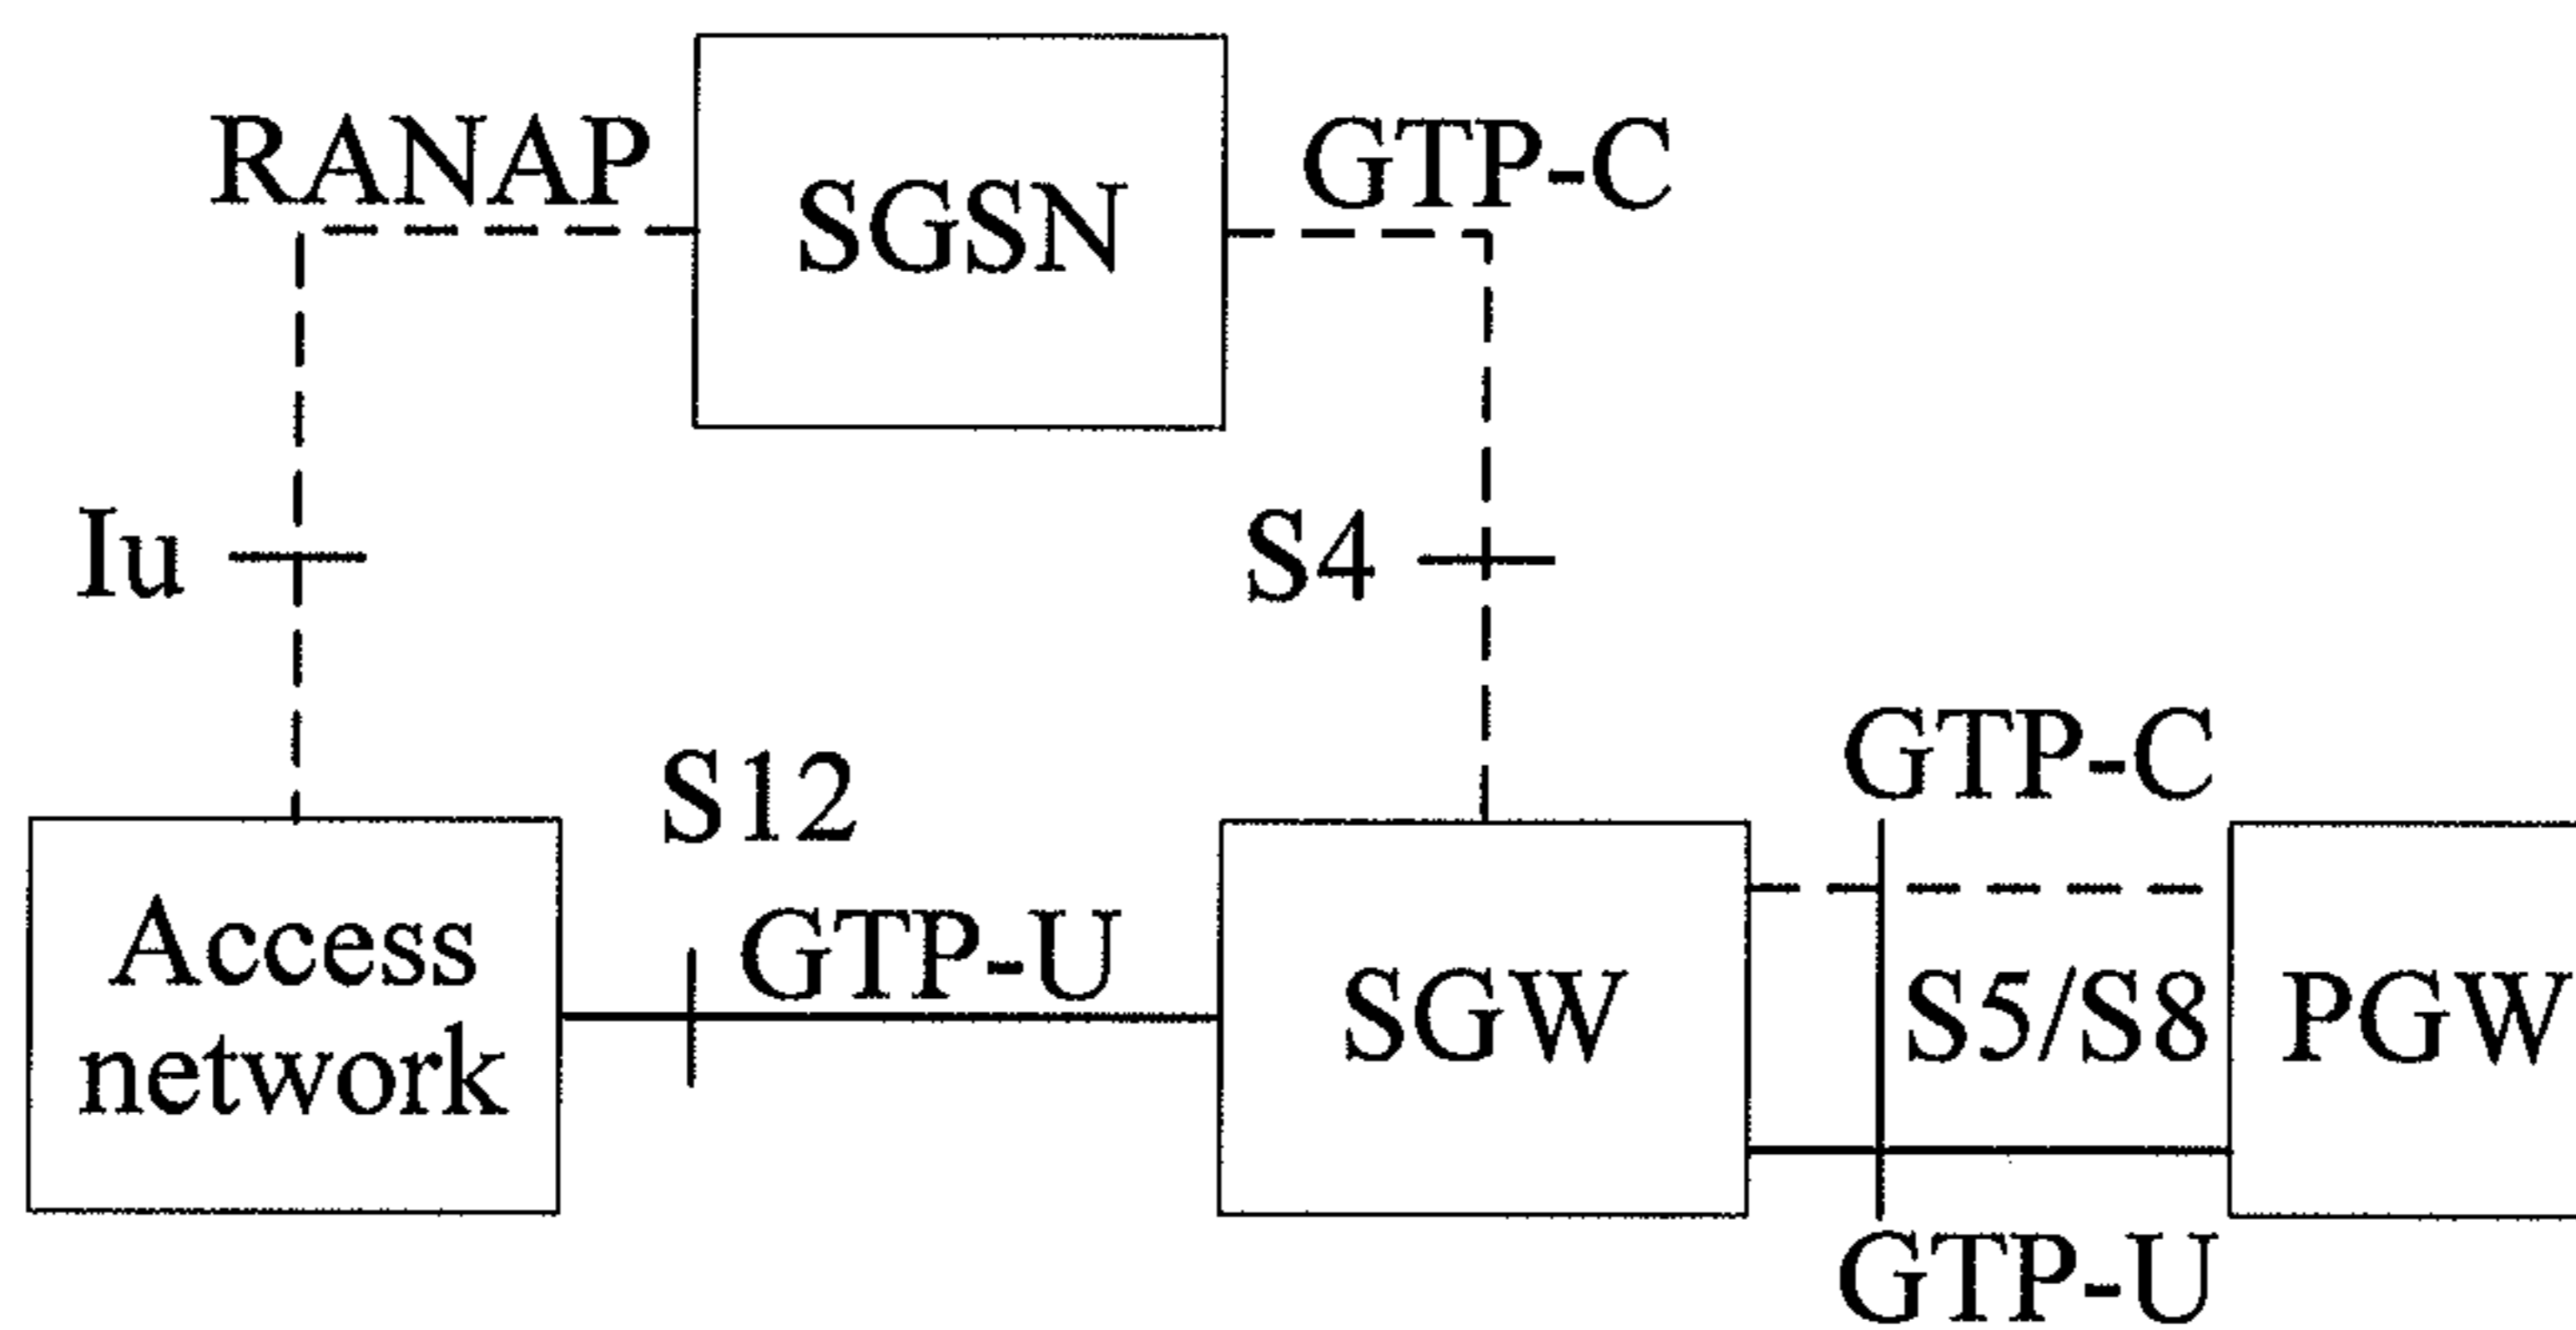 RANAP
SGSN
GTP-C
Iu
S4
S12
GTP-U
GTP-C
Access
network
SGW
S5/S8
PGW
GTP-U